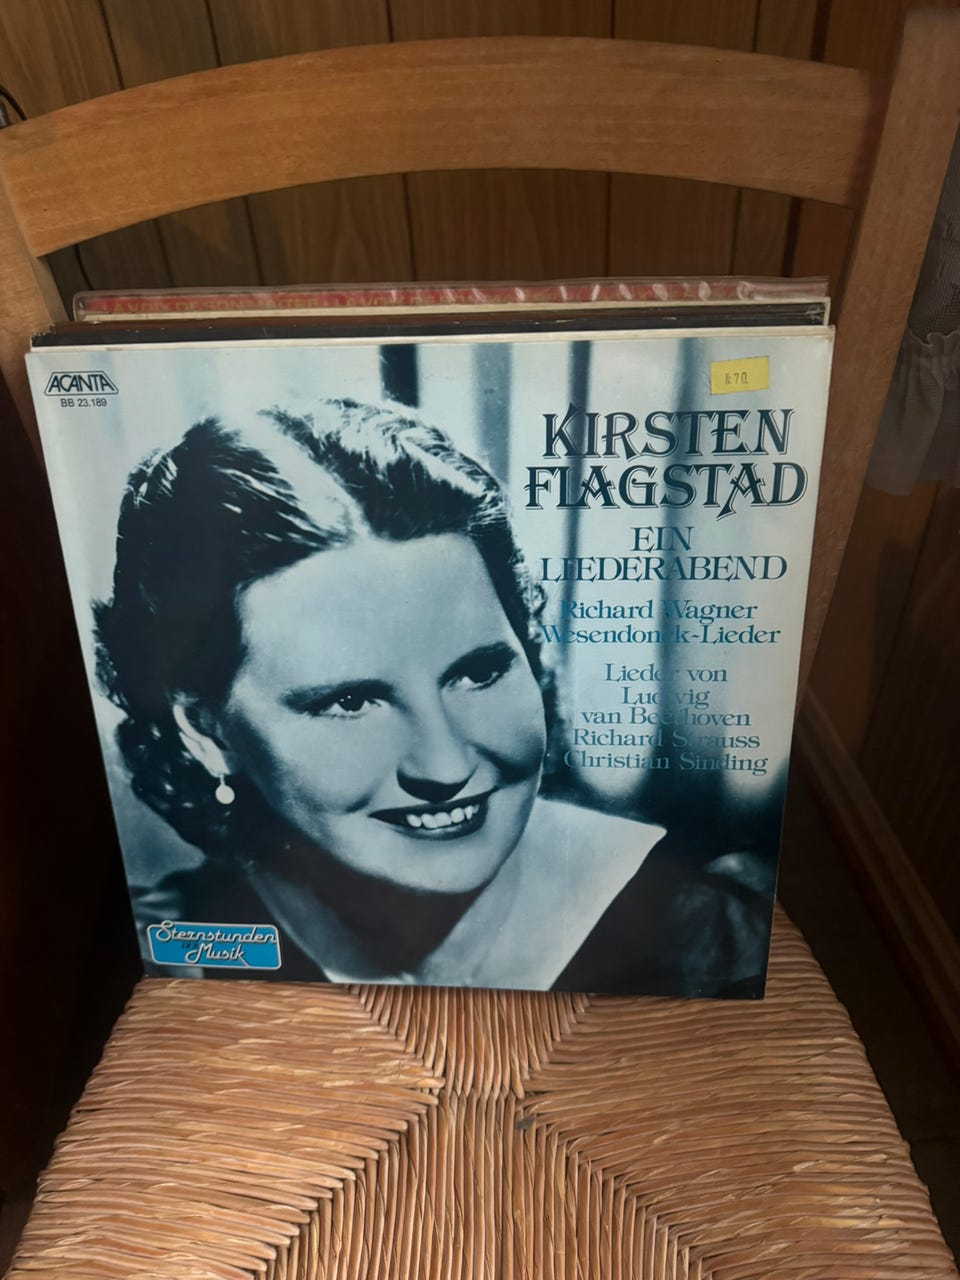 ACANTA
BB 23.189
KIRSTEN
FLAGSTAD
EIN
LIEDERABEND
Richard Wagner
Wesendonck-Lieder
Lieder von
Ludwig
van Beethoven
Richard Strauss
Christian Sinding
Sternstunden
der
Musik